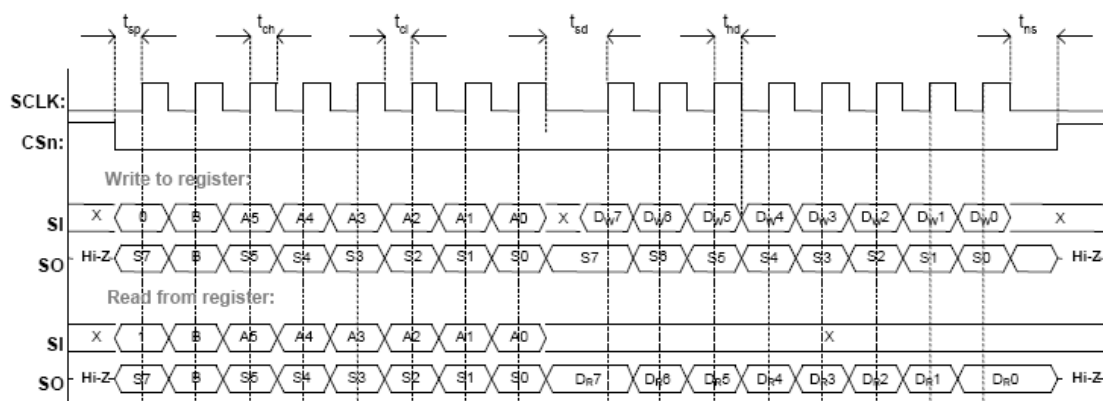 tsp tch tcl tsd thd tns
SCLK:
CSn:
Write to register:
SI X 0 B A5 A4 A3 A2 A1 A0 X DW7 DW6 DW5 DW4 DW3 DW2 DW1 DW0 X
SO Hi-Z S7 B S5 S4 S3 S2 S1 S0 S7 S6 S5 S4 S3 S2 S1 S0 Hi-Z
Read from register:
SI X 1 B A5 A4 A3 A2 A1 A0 X
SO Hi-Z S7 B S5 S4 S3 S2 S1 S0 DR7 DR6 DR5 DR4 DR3 DR2 DR1 DR0 Hi-Z